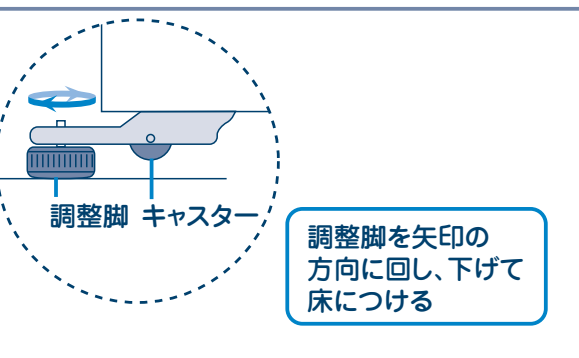 調整脚 キャスター
調整脚を矢印の
方向に回し、下げて
床につける